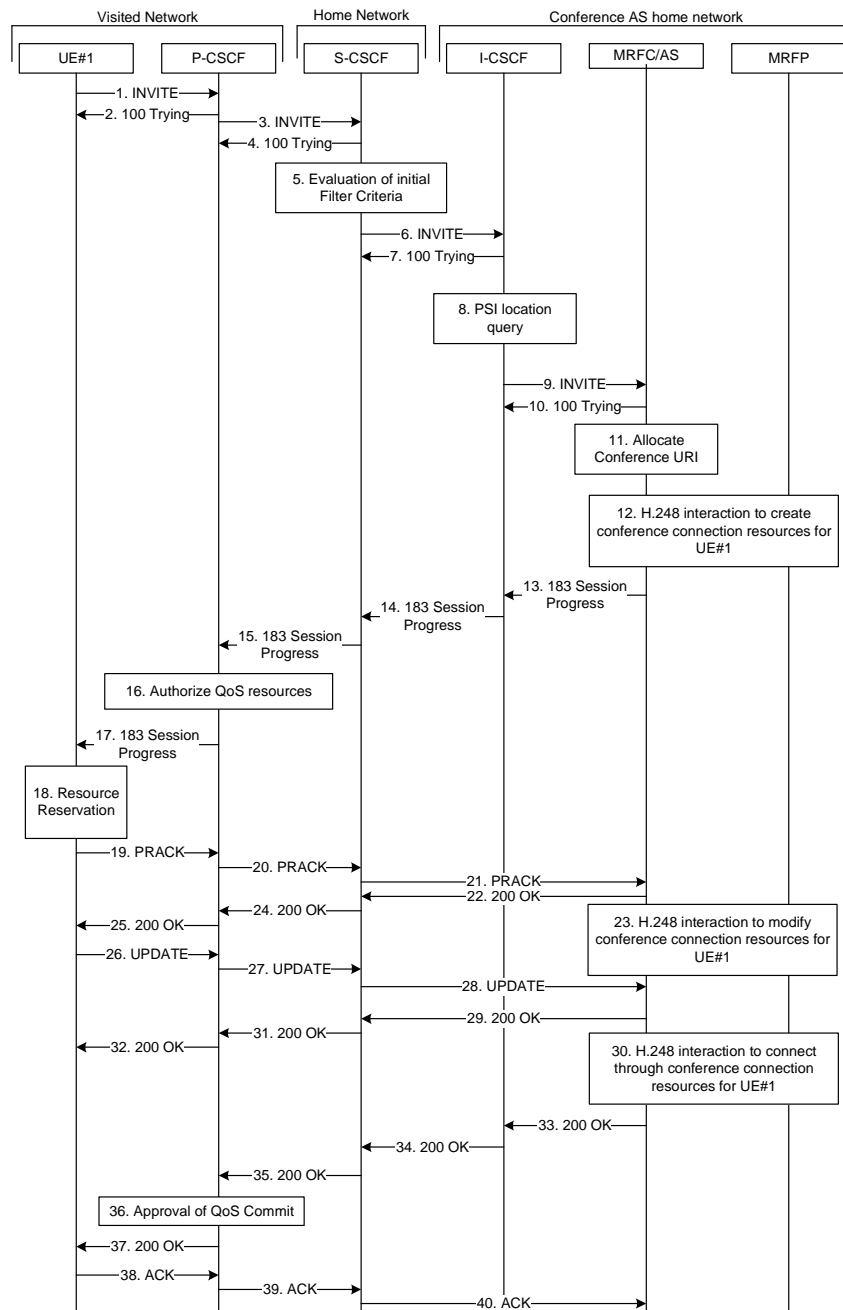 Visited Network
Home Network
Conference AS home network
UE#1
P-CSCF
S-CSCF
I-CSCF
MRFC/AS
MRFP
1. INVITE
2. 100 Trying
3. INVITE
4. 100 Trying
5. Evaluation of initial
Filter Criteria
6. INVITE
7. 100 Trying
8. PSI location
query
9. INVITE
10. 100 Trying
11. Allocate
Conference URI
12. H.248 interaction to create
conference connection resources for
UE#1
13. 183 Session
Progress
14. 183 Session
Progress
15. 183 Session
Progress
16. Authorize QoS resources
17. 183 Session
Progress
18. Resource
Reservation
19. PRACK
20. PRACK
21. PRACK
22. 200 OK
23. H.248 interaction to modify
conference connection resources for
UE#1
24. 200 OK
25. 200 OK
26. UPDATE
27. UPDATE
28. UPDATE
29. 200 OK
30. H.248 interaction to connect
through conference connection
resources for UE#1
31. 200 OK
32. 200 OK
33. 200 OK
34. 200 OK
35. 200 OK
36. Approval of QoS Commit
37. 200 OK
38. ACK
39. ACK
40. ACK